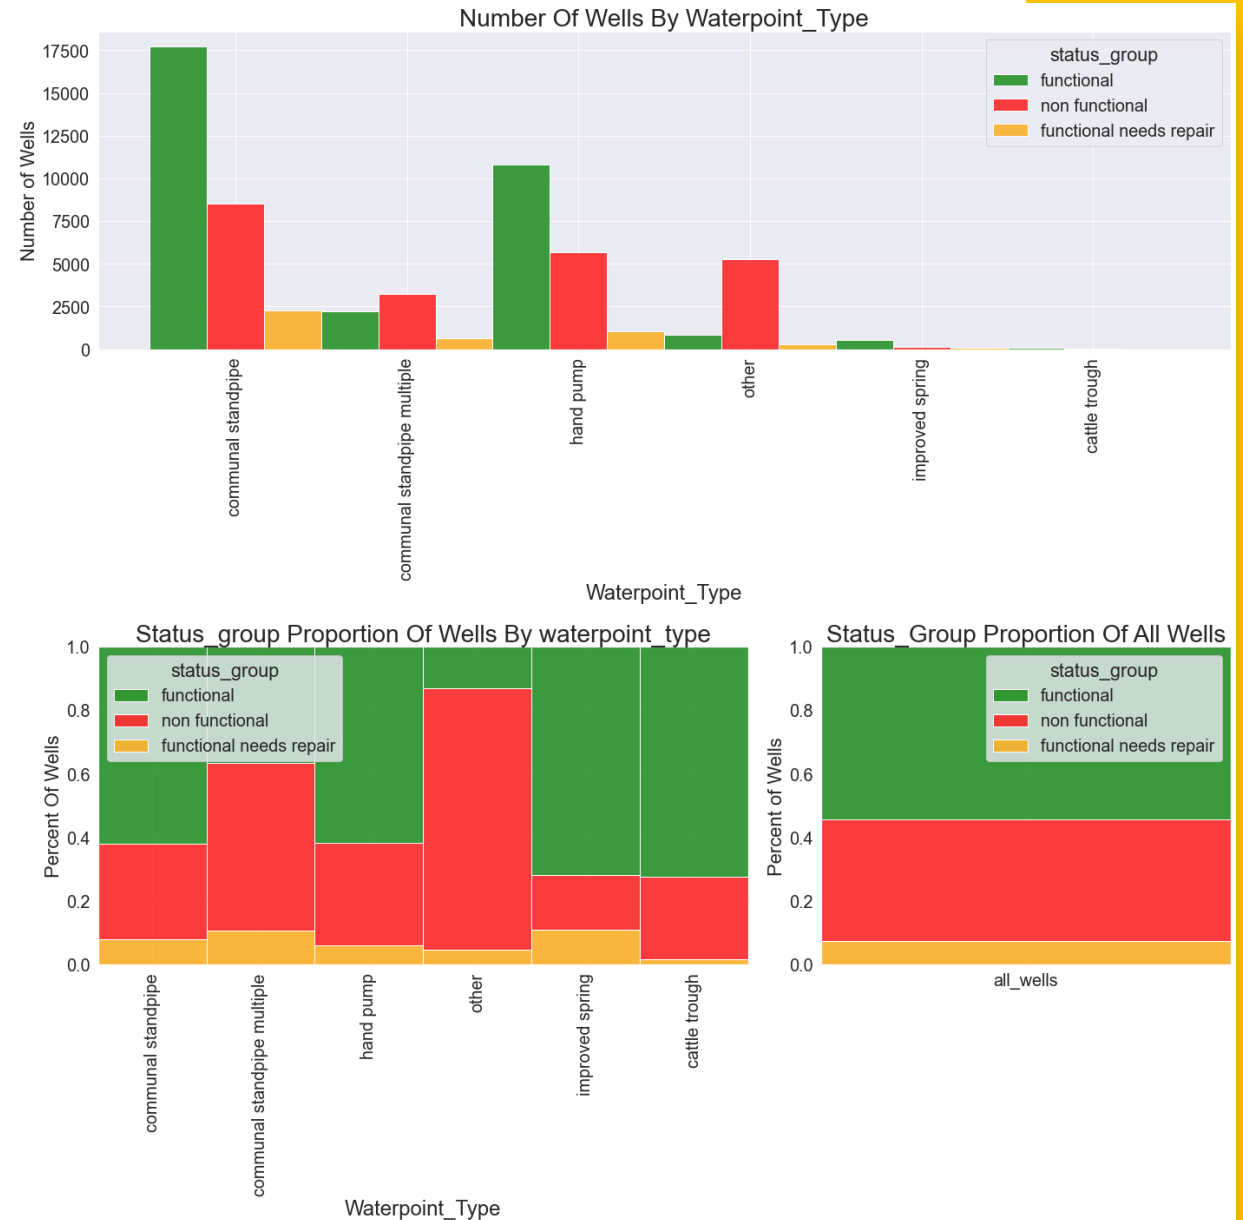 Number Of Wells By Waterpoint_Type
Number of Wells
17500
15000
12500
10000
7500
5000
2500
0
status_group
functional
non functional
functional needs repair
communal standpipe
communal standpipe multiple
hand pump
other
improved spring
cattle trough
Waterpoint_Type
Status_group Proportion Of Wells By waterpoint_type
Percent Of Wells
1.0
0.8
0.6
0.4
0.2
0.0
status_group
functional
non functional
functional needs repair
communal standpipe
communal standpipe multiple
hand pump
other
improved spring
cattle trough
Waterpoint_Type
Status_Group Proportion Of All Wells
Percent of Wells
1.0
0.8
0.6
0.4
0.2
0.0
status_group
functional
non functional
functional needs repair
all_wells